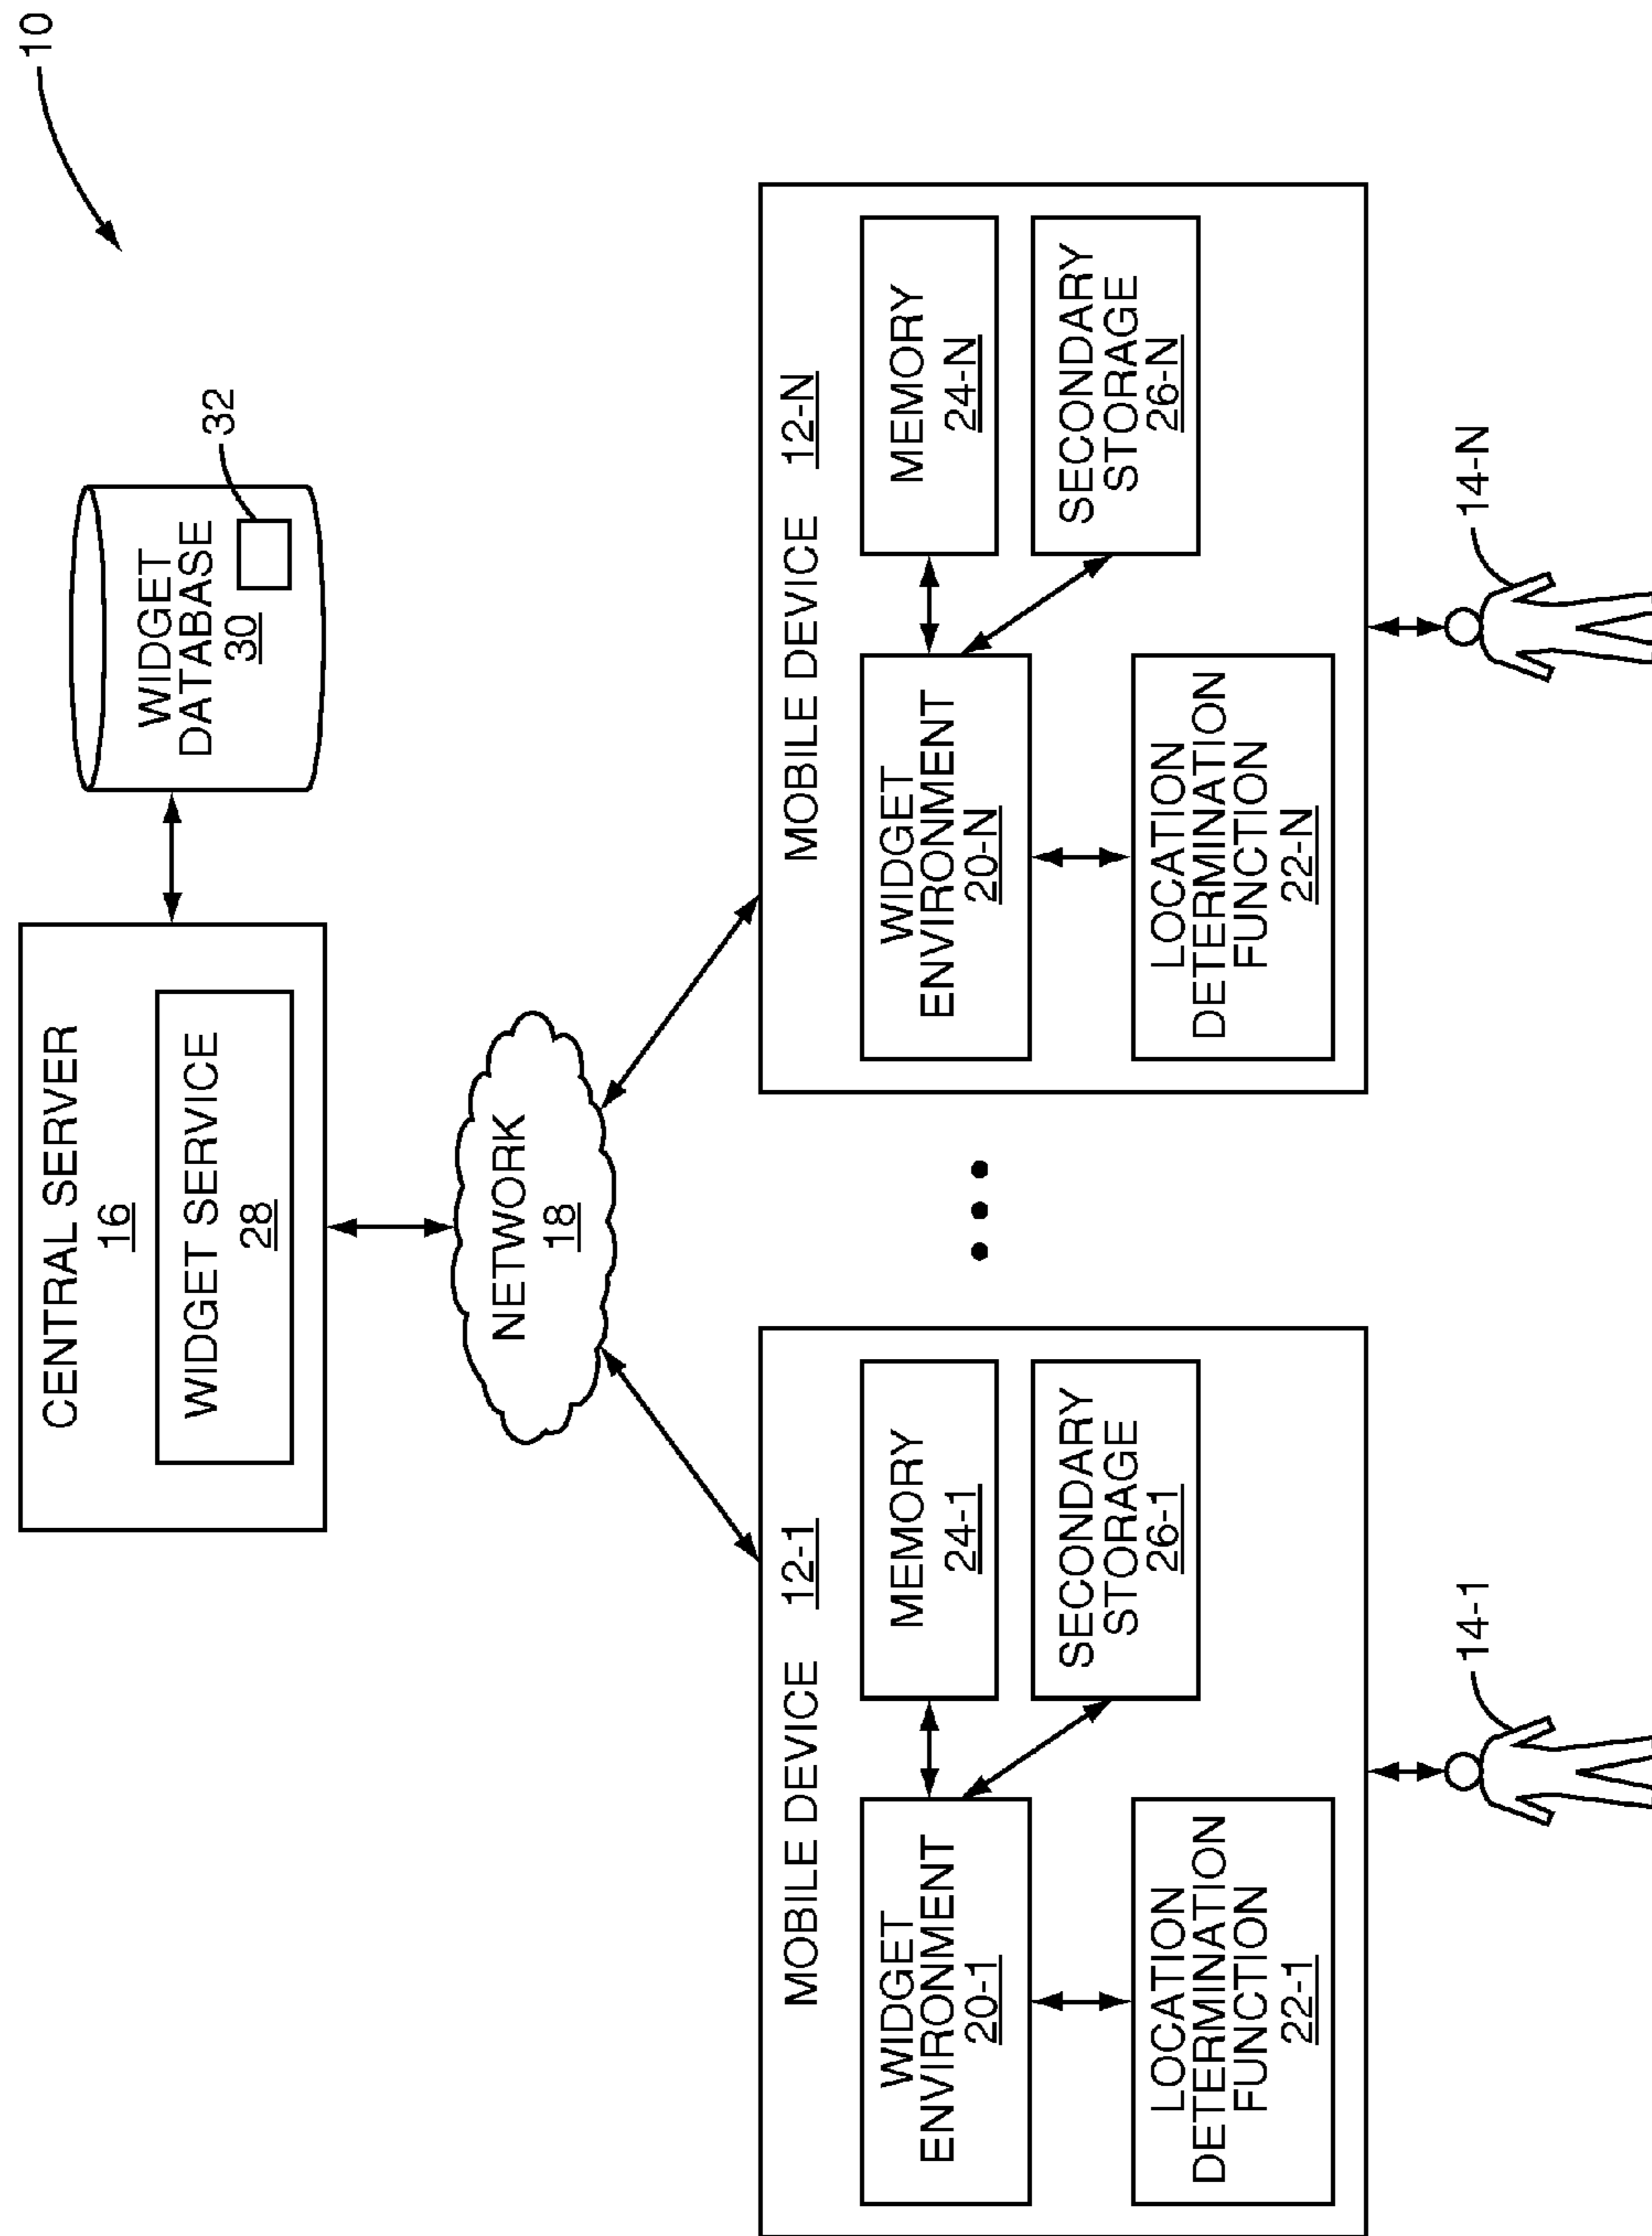 10
CENTRAL SERVER
16
WIDGET SERVICE
28
WIDGET
DATABASE
30
32
NETWORK
18
MOBILE DEVICE 12-1
WIDGET
ENVIRONMENT
20-1
MEMORY
24-1
SECONDARY
STORAGE
26-1
LOCATION
DETERMINATION
FUNCTION
22-1
14-1
MOBILE DEVICE 12-N
WIDGET
ENVIRONMENT
20-N
MEMORY
24-N
SECONDARY
STORAGE
26-N
LOCATION
DETERMINATION
FUNCTION
22-N
14-N